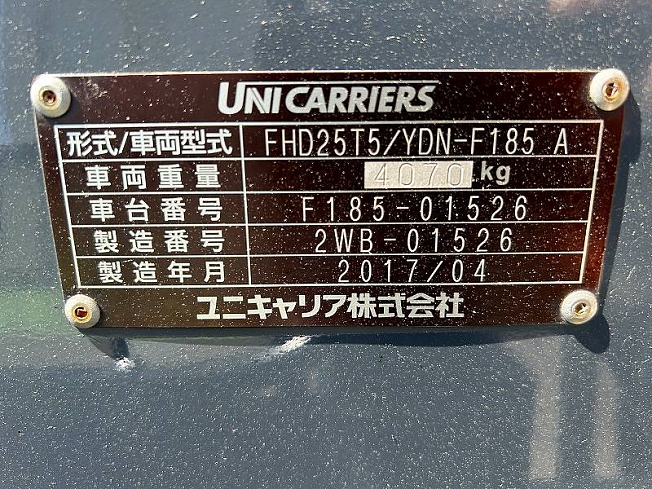 UNICARRIERS
形式/車両型式 FHD25T5/YDN-F185 A
車両重量 4070 kg
車台番号 F185-01526
製造番号 2WB-01526
製造年月 2017/04
ユニキャリア株式会社